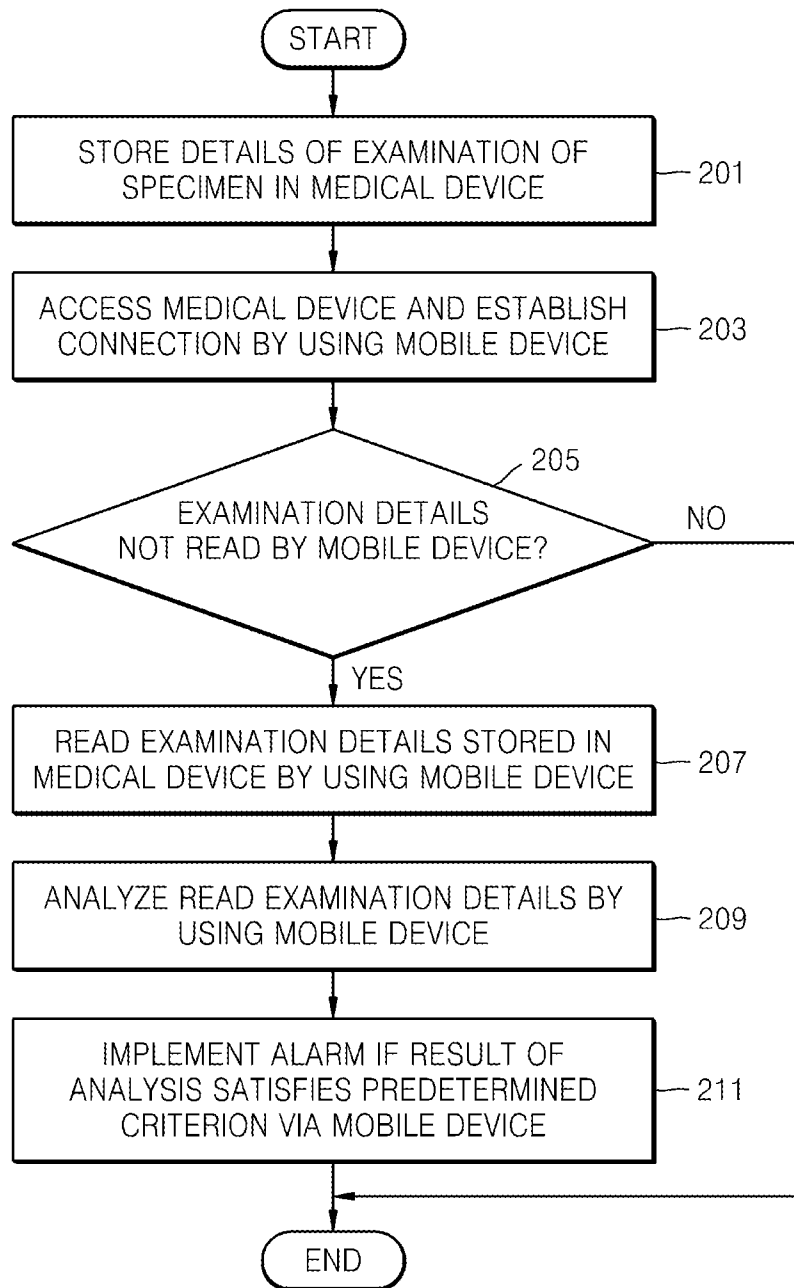 START
STORE DETAILS OF EXAMINATION OF
SPECIMEN IN MEDICAL DEVICE
201
ACCESS MEDICAL DEVICE AND ESTABLISH
CONNECTION BY USING MOBILE DEVICE
203
205
EXAMINATION DETAILS
NOT READ BY MOBILE DEVICE?
NO
YES
READ EXAMINATION DETAILS STORED IN
MEDICAL DEVICE BY USING MOBILE DEVICE
207
ANALYZE READ EXAMINATION DETAILS BY
USING MOBILE DEVICE
209
IMPLEMENT ALARM IF RESULT OF
ANALYSIS SATISFIES PREDETERMINED
CRITERION VIA MOBILE DEVICE
211
END